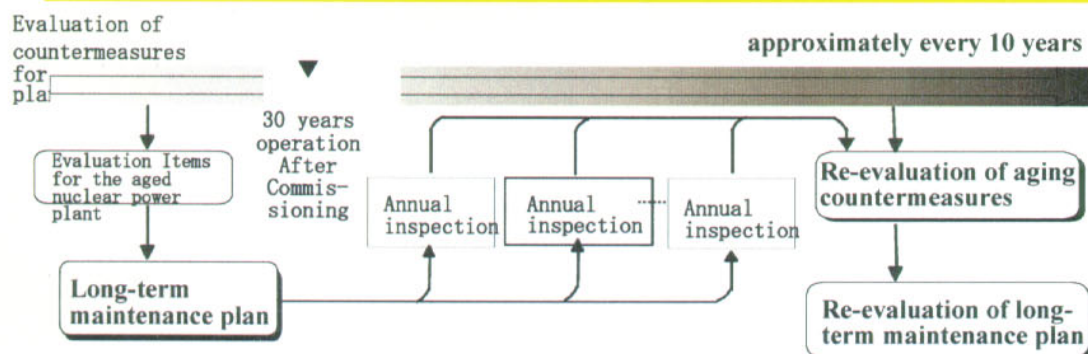 Evaluation of
countermeasures
for
pla
approximately every 10 years
30 years
operation
After
Commis-
sioning
Evaluation Items
for the aged
nuclear power
plant
Annual
inspection
Annual
inspection
Annual
inspection
Re-evaluation of aging
countermeasures
Long-term
maintenance plan
Re-evaluation of long-
term maintenance plan